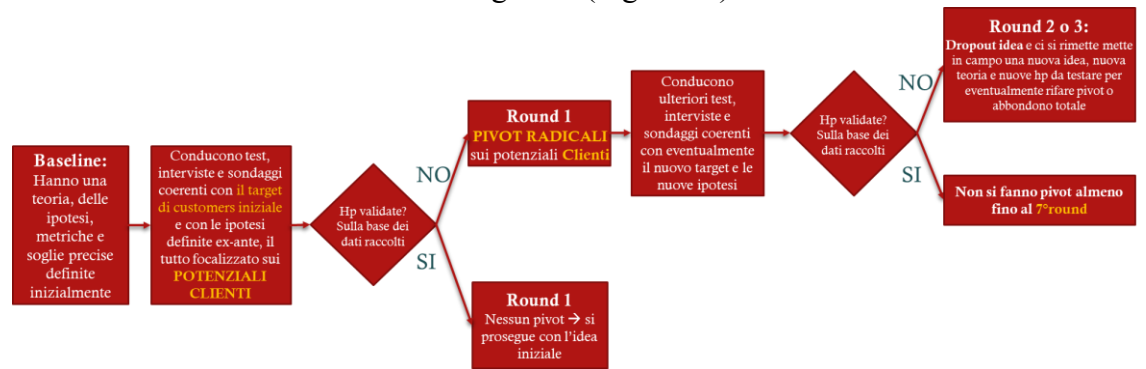 Baseline:
Hanno una
teoria, delle
ipotesi,
metriche e
soglie precise
definite
inizialmente
Conducono test,
interviste e sondaggi
coerenti con il target
di customers iniziale
e con le ipotesi
definite ex-ante, il
tutto focalizzato sui
POTENZIALI
CLIENTI
Hp validate?
Sulla base dei
dati raccolti
NO
SI
Round 1
PIVOT RADICALI
sui potenziali Clienti
Round 1
Nessun pivot → si
prosegue con l'idea
iniziale
Conducono
ulteriori test,
interviste e
sondaggi coerenti
con eventualmente
il nuovo target e le
nuove ipotesi
Hp validate?
Sulla base dei
dati raccolti
NO
SI
Round 2 o 3:
Dropout idea e ci si rimette mette
in campo una nuova idea, nuova
teoria e nuove hp da testare per
eventualmente rifare pivot o
abbondono totale
Non si fanno pivot almeno
fino al 7°round